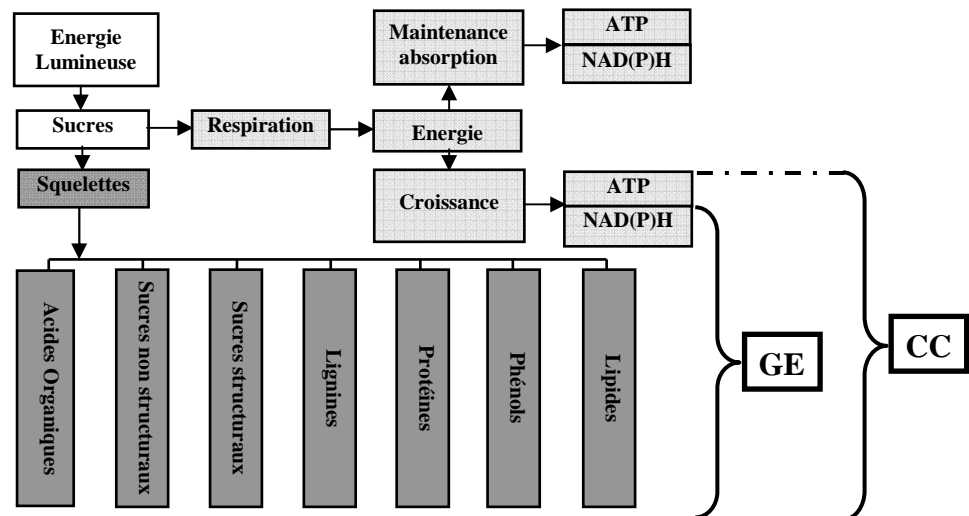 Energie
Lumineuse
Maintenance
absorption
ATP
NAD(P)H
Sucres
Respiration
Energie
Squelettes
Croissance
ATP
NAD(P)H
Acides Organiques
Sucres non structuraux
Sucres structuraux
Lignines
Protéines
Phénols
Lipides
GE
CC